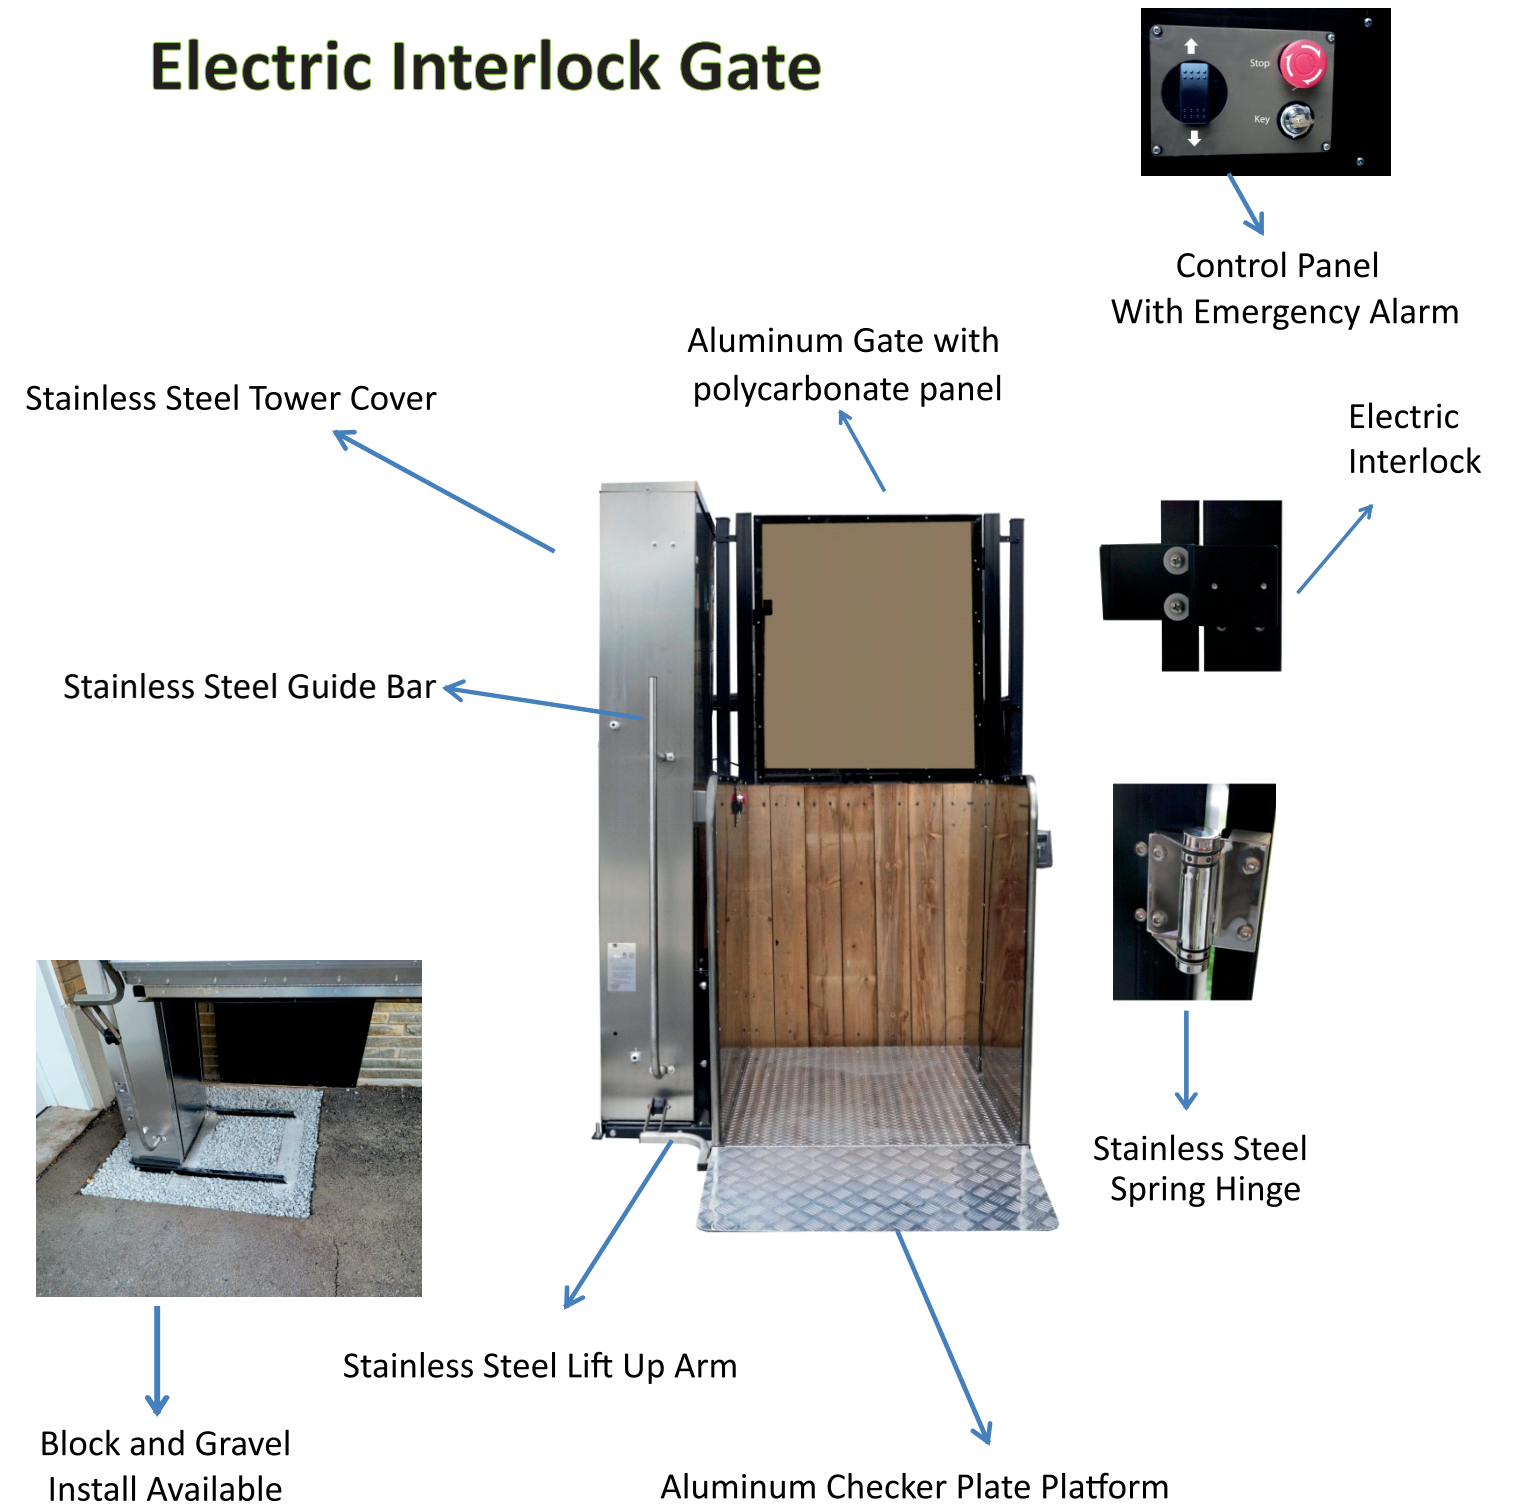 Electric Interlock Gate
Stop
Key
Control Panel
With Emergency Alarm
Aluminum Gate with
polycarbonate panel
Stainless Steel Tower Cover
Electric
Interlock
Stainless Steel Guide Bar
Stainless Steel
Spring Hinge
Stainless Steel Lift Up Arm
Block and Gravel
Install Available
Aluminum Checker Plate Platform